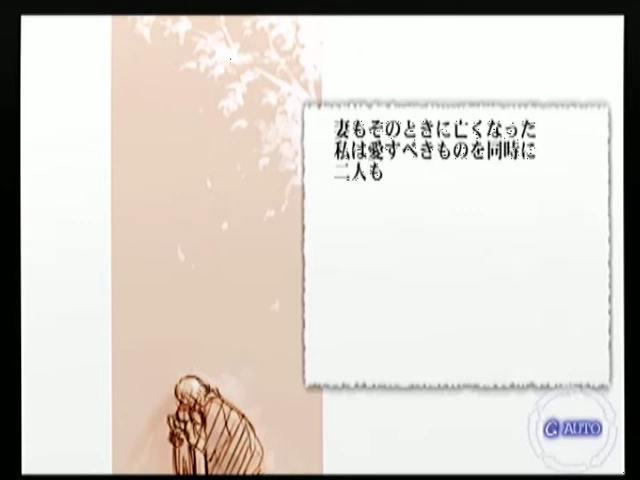 妻もそのときに亡くなった
私は愛すべきものを同時に
二人も
AUTO